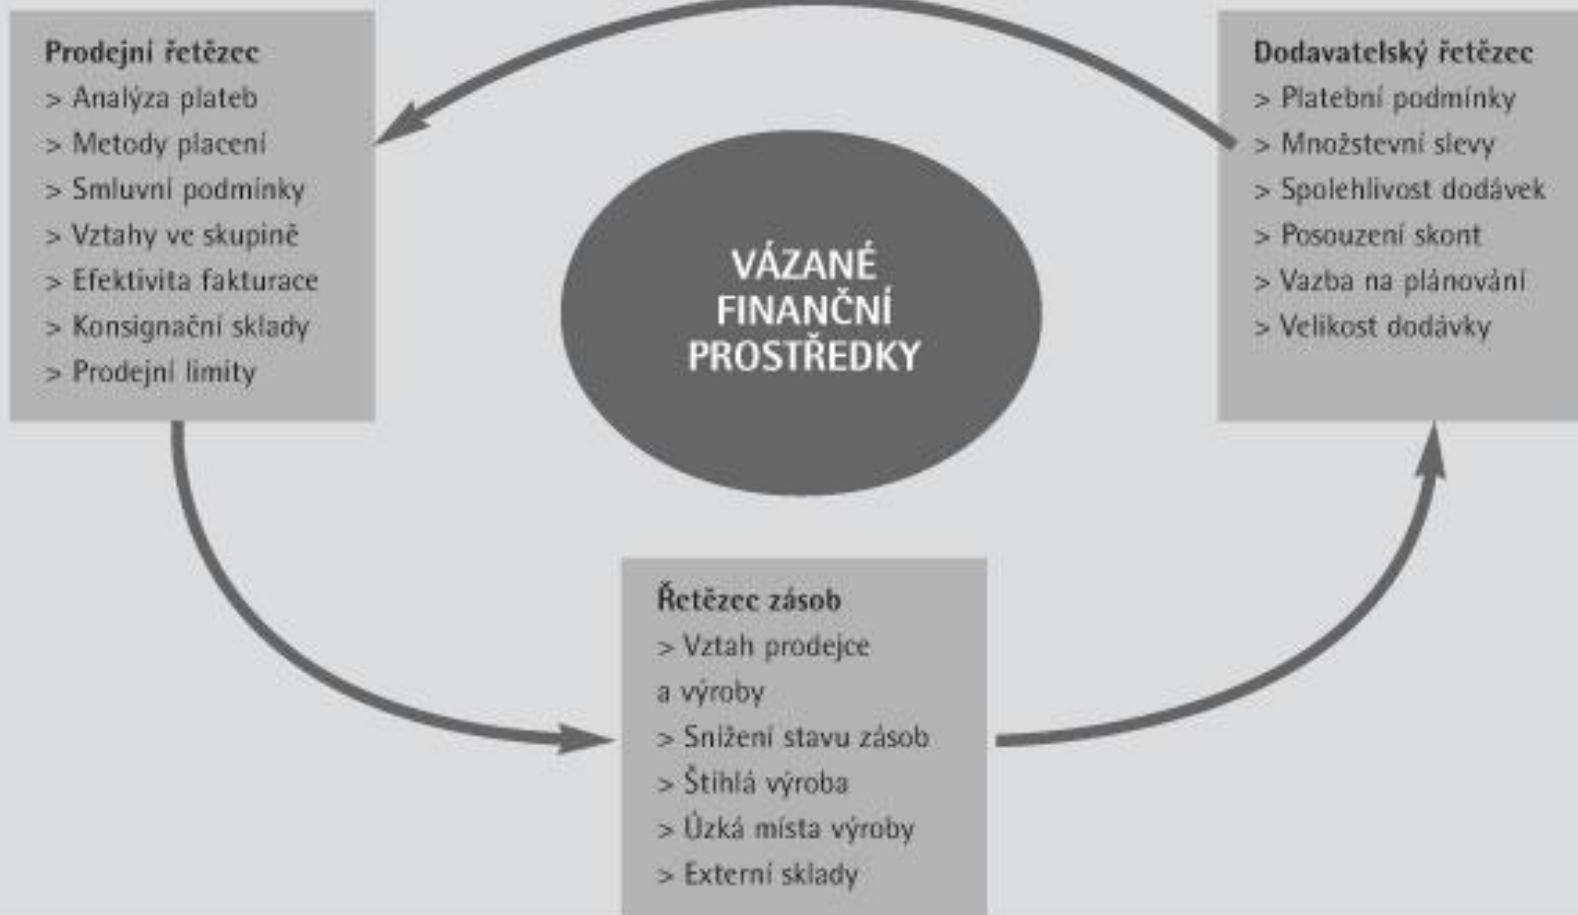 Prodejní řetězec
> Analýza plateb
> Metody placení
> Smluvní podmínky
> Vztahy ve skupině
> Efektivita fakturace
> Konsignační sklady
> Prodejní limity
VÁZANÉ
FINANČNÍ
PROSTŘEDKY
Dodavatelský řetězec
> Platební podmínky
> Množstevní slevy
> Spolehlivost dodávek
> Posouzení skont
> Vazba na plánování
> Velikost dodávky
Řetězec zásob
> Vztah prodejce
a výroby
> Snížení stavu zásob
> Štíhlá výroba
> Úzká místa výroby
> Externí sklady